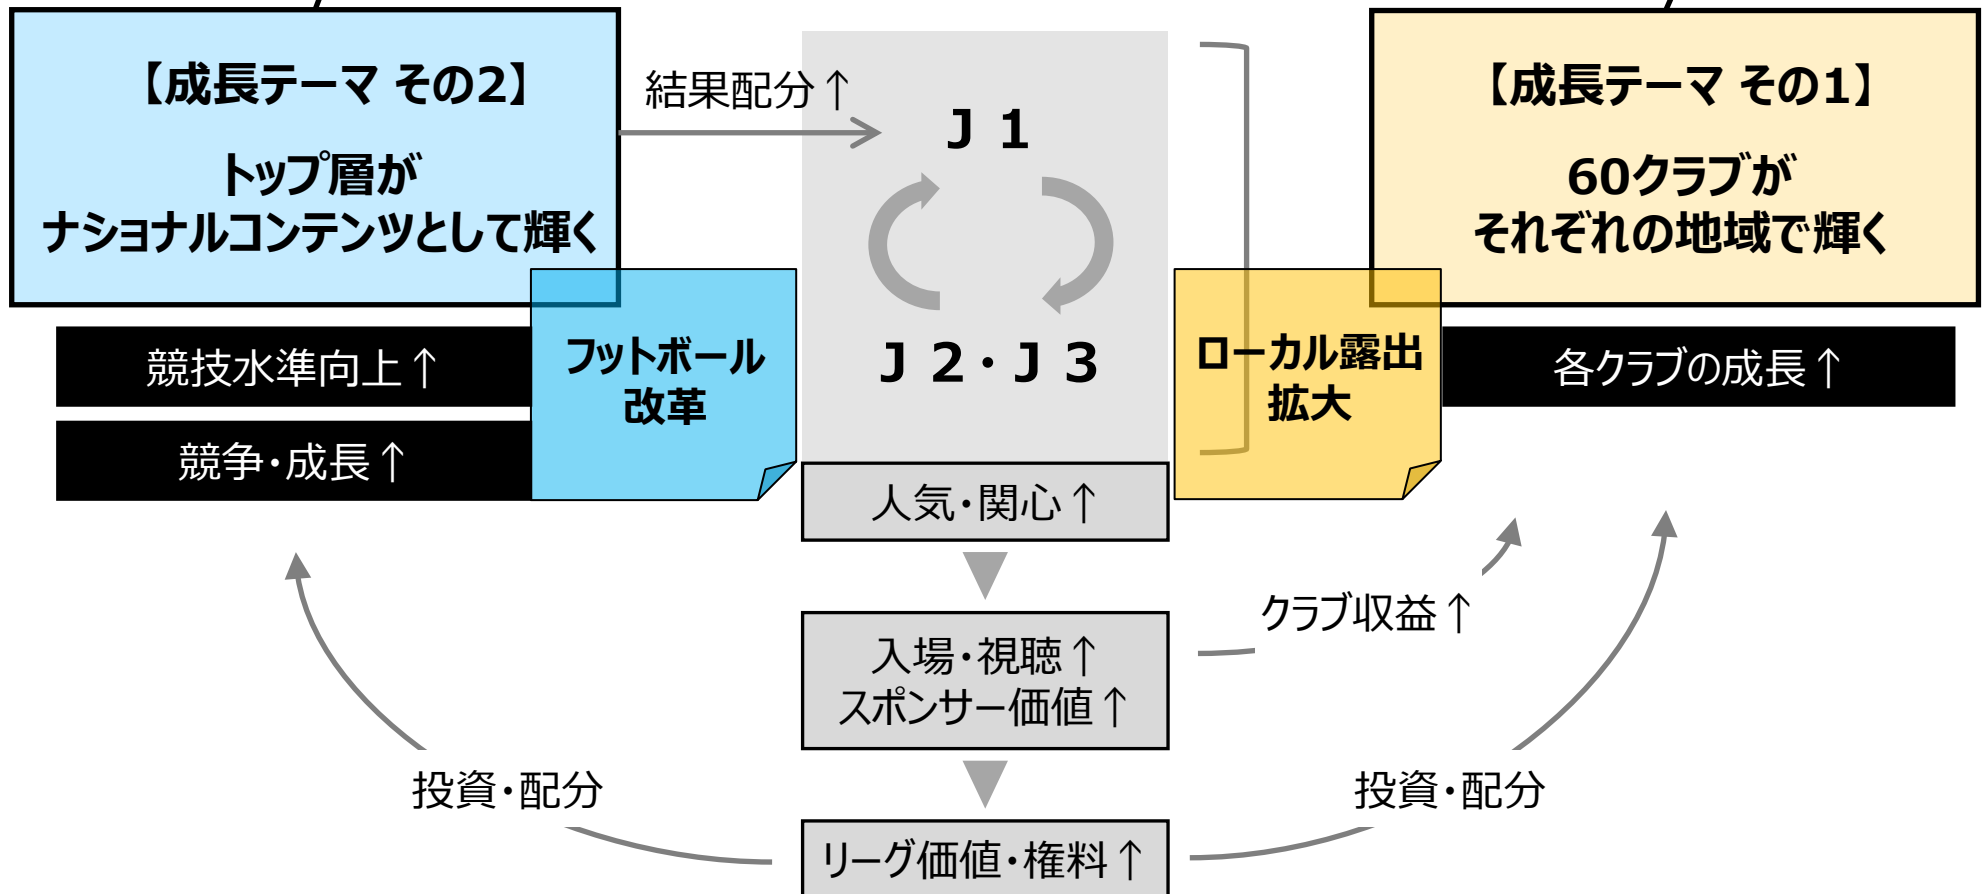 【成長テーマ その2】
トップ層が
ナショナルコンテンツとして輝く
競技水準向上↑
競争・成長↑
フットボール
改革
結果配分↑
J 1
J 2・J 3
人気・関心↑
入場・視聴↑
スポンサー価値↑
リーグ価値・権料↑
【成長テーマ その1】
60クラブが
それぞれの地域で輝く
ローカル露出
拡大
各クラブの成長↑
クラブ収益↑
投資・配分
投資・配分